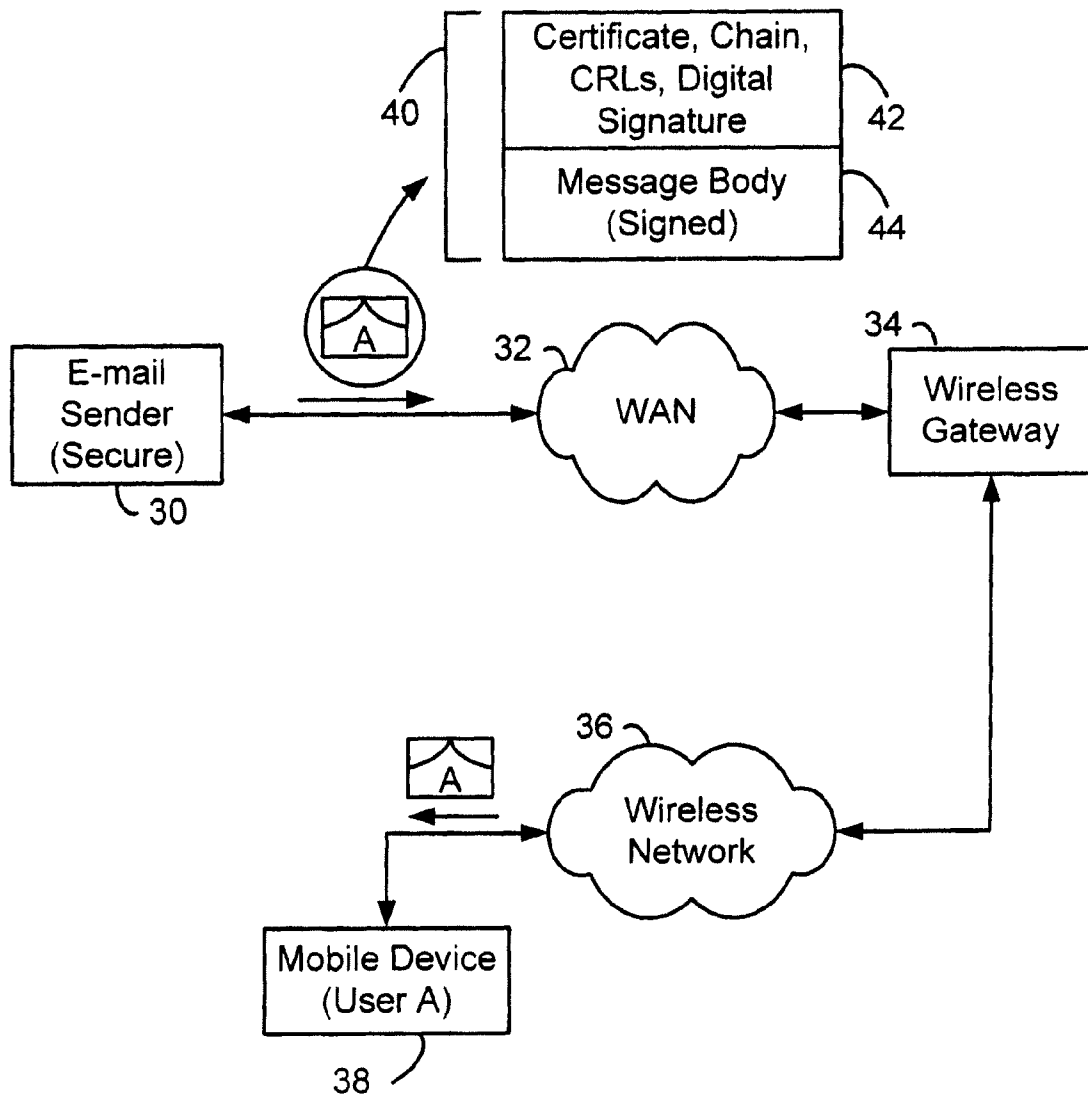 Certificate, Chain,
CRLs, Digital
Signature
40
42
Message Body
(Signed)
44
A
E-mail
Sender
(Secure)
30
32
WAN
34
Wireless
Gateway
36
A
Wireless
Network
Mobile Device
(User A)
38